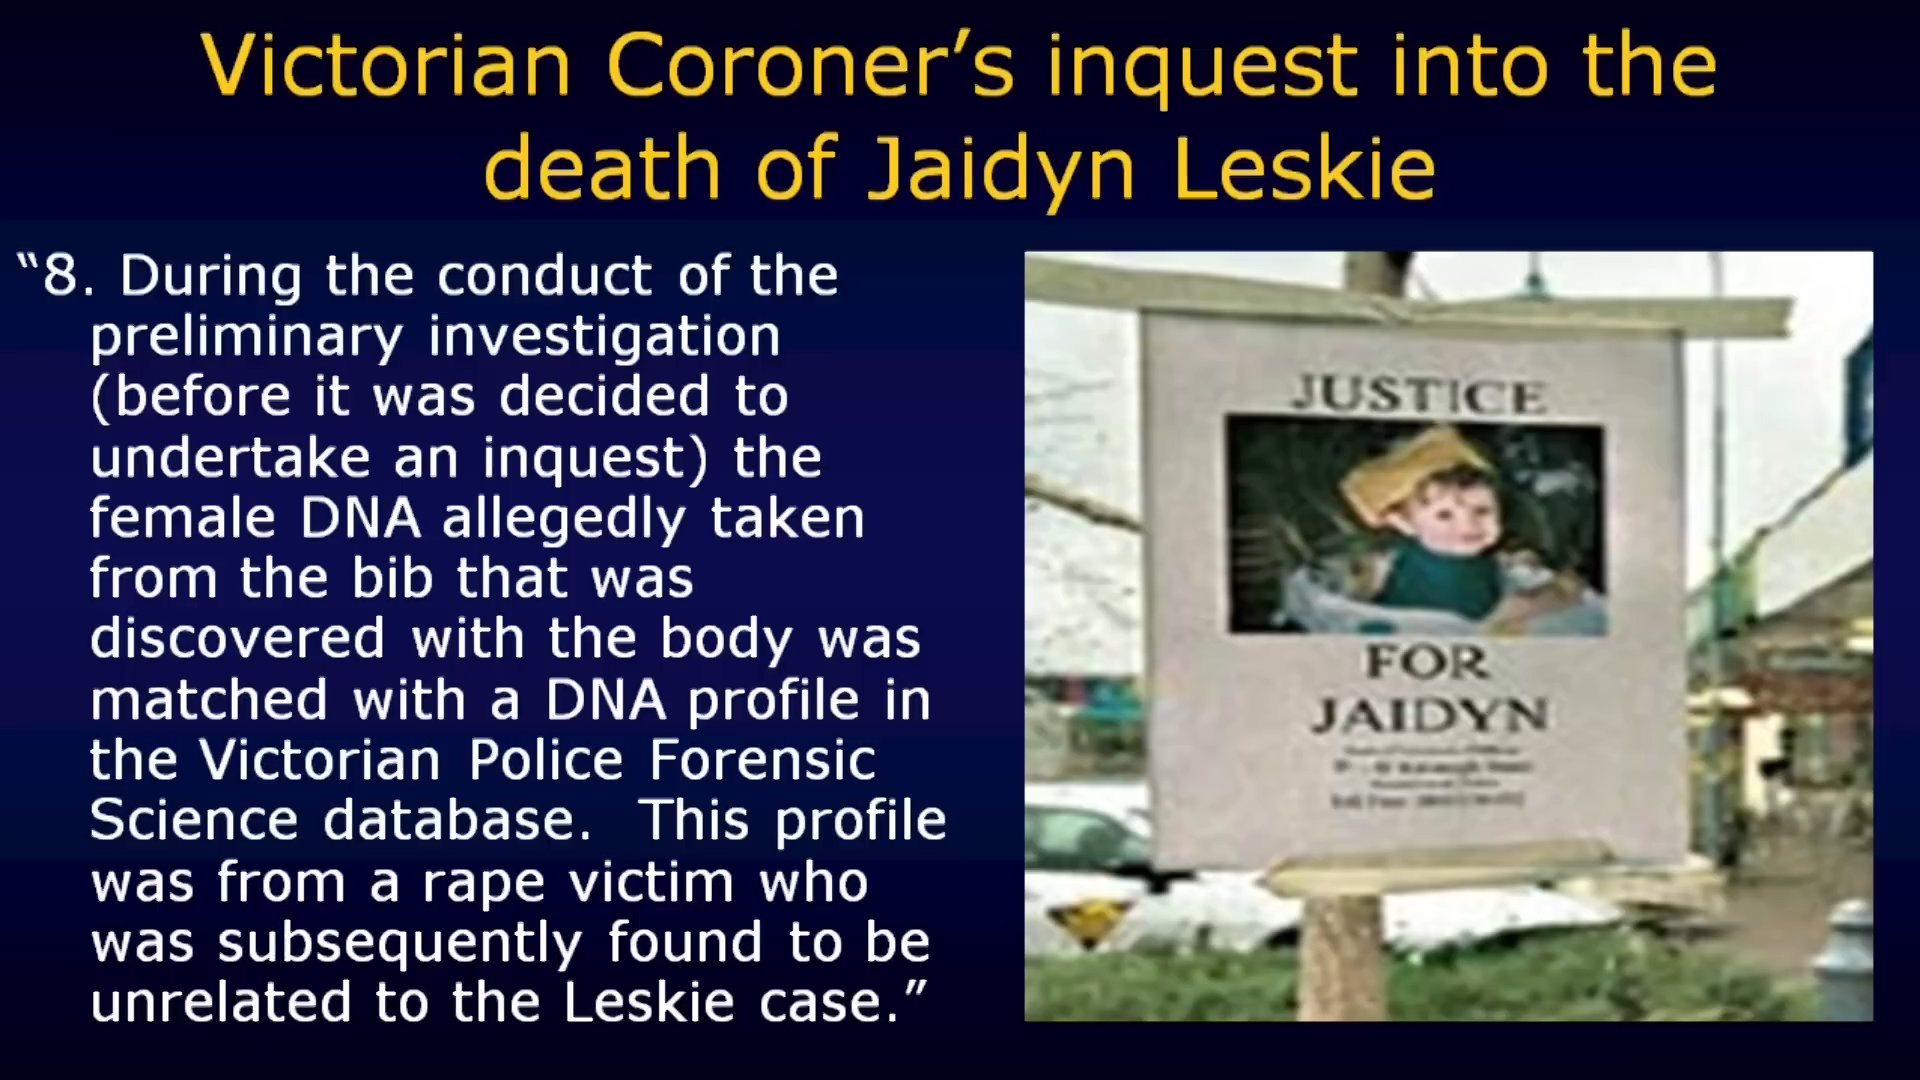 Victorian Coroner’s inquest into the
death of Jaidyn Leskie
“8. During the conduct of the
preliminary investigation
(before it was decided to
undertake an inquest) the
female DNA allegedly taken
from the bib that was
discovered with the body was
matched with a DNA profile in
the Victorian Police Forensic
Science database.  This profile
was from a rape victim who
was subsequently found to be
unrelated to the Leskie case.”
JUSTICE
FOR
JAIDYN